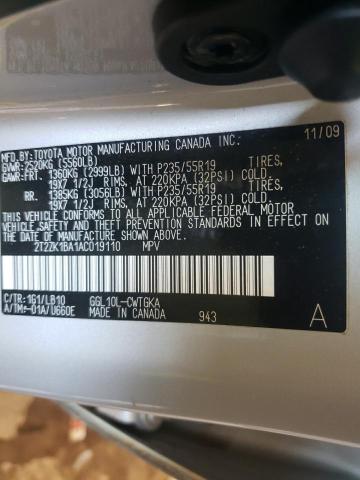 MFD.BY:TOYOTA MOTOR MANUFACTURING CANADA INC. 11/09
GVWR:2520KG (5560LB)
GAWR:FRT. 1360KG (2999LB) WITH P235/55R19 TIRES,
19X7 1/2J RIMS, AT 220KPA (32PSI) COLD.
RR. 1385KG (3056LB) WITH P235/55R19 TIRES,
19X7 1/2J RIMS, AT 220KPA (32PSI) COLD.
THIS VEHICLE CONFORMS TO ALL APPLICABLE FEDERAL MOTOR
VEHICLE SAFETY AND THEFT PREVENTION STANDARDS IN EFFECT
ON THE DATE OF MANUFACTURE SHOWN ABOVE.
2T2ZK1BA1AC019110 MPV
C/TR:1G1/LB10 GGL10L-CWTGKA
A/TM:-01A/U660E MADE IN CANADA 943 A